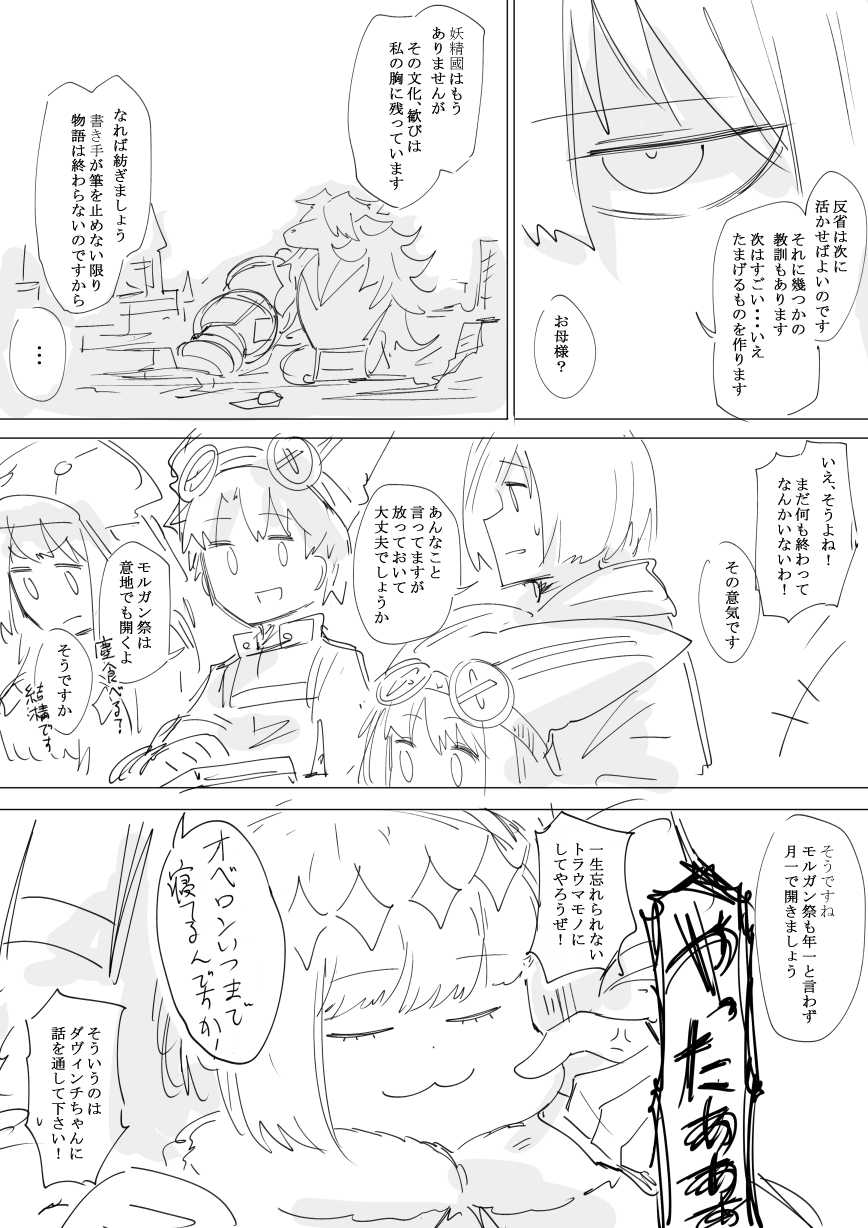 反省は次に
活かせばよいのです
それに幾つかの
教訓もあります
次はすごい・・・いえ
たまげるものを作ります
お母様？
妖精國はもう
ありませんが
その文化、歓びは
私の胸に残っています
なれば紡ぎましょう
書き手が筆を止めない限り
物語は終わらないのですから
・・・
いえ、そうよね！
まだ何も終わって
なんかいないわ！
その意気です
あんなこと
言ってますが
放っておいて
大丈夫でしょうか
モルガン祭は
意地でも開くよ
塵食べる？
そうですか
結構です
そうですね
モルガン祭も年一と言わず
月一で開きましょう
やったぁぁぁ
一生忘れられない
トラウマモノに
してやろうぜ！
オベロンいつまで
寝てるんですか！
そういうのは
ダヴィンチちゃんに
話を通して下さい！